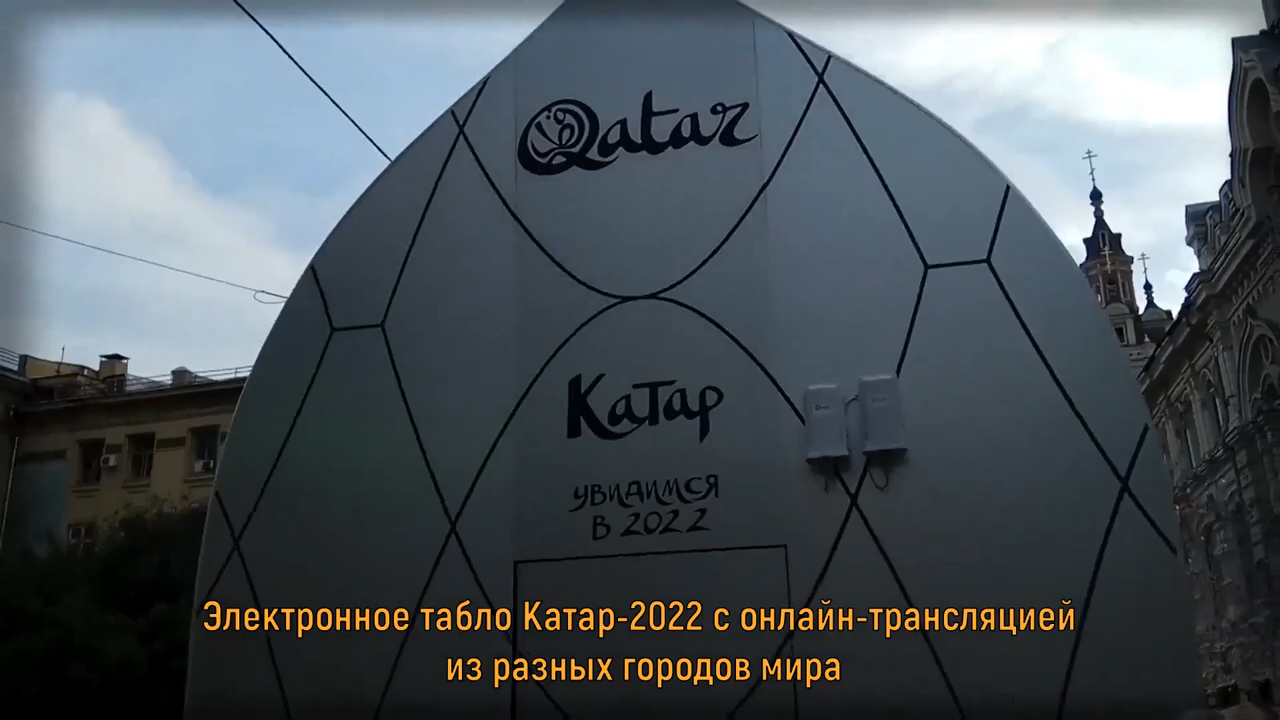 Qatar
Катар
УВИДИМСЯ
В 2022
Электронное табло Катар-2022 с онлайн-трансляцией
из разных городов мира